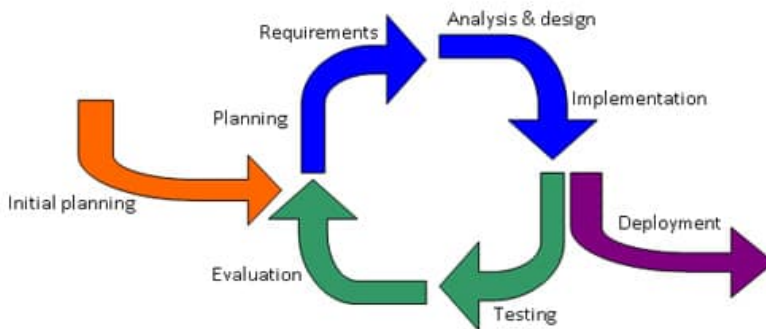 Requirements
Analysis & design
Planning
Implementation
Initial planning
Deployment
Evaluation
Testing